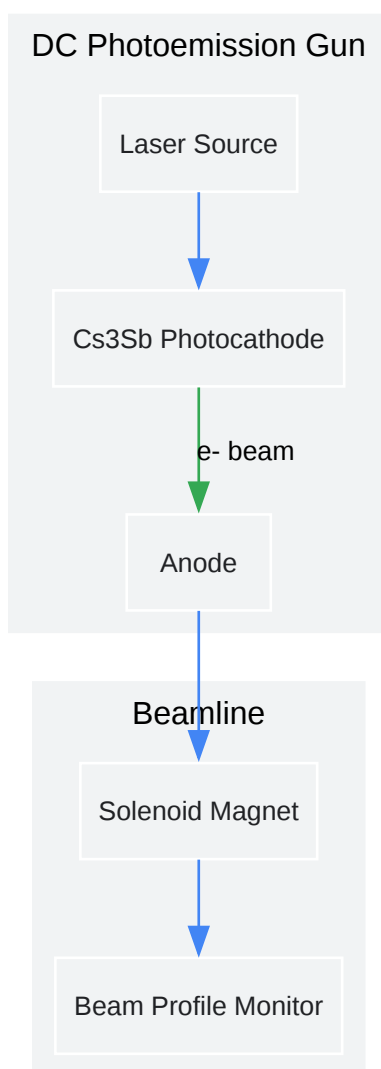 DC Photoemission Gun
Laser Source
Cs3Sb Photocathode
e- beam
Anode
Beamline
Solenoid Magnet
Beam Profile Monitor